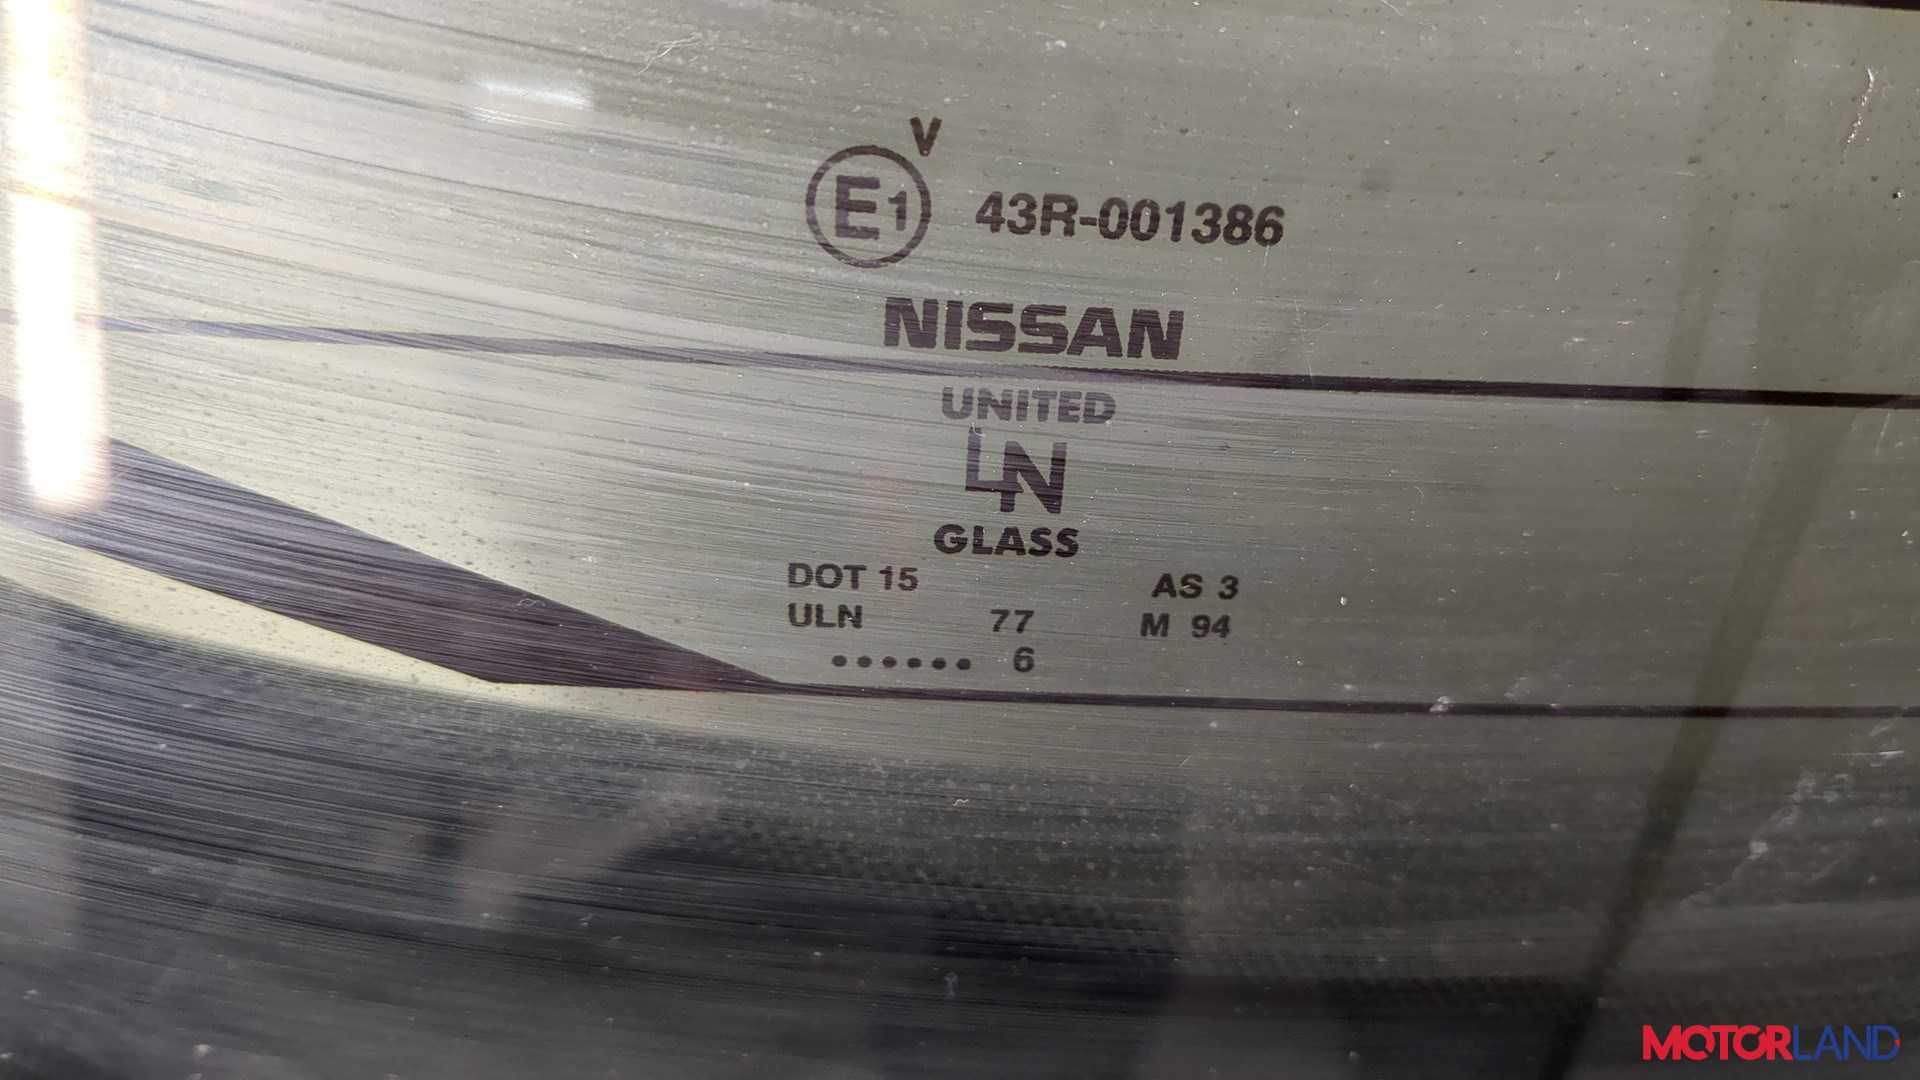 V
E1 43R-001386
NISSAN
UNITED
LN
GLASS
DOT 15 AS 3
ULN 77 M 94
...... 6
MOTORLAND